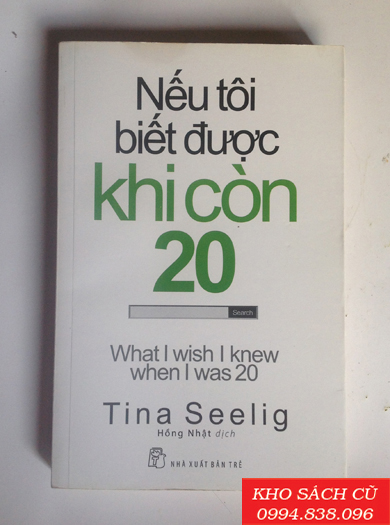 Nếu tôi
biết được
khi còn
20
Search
What I wish I knew
when I was 20
Tina Seelig
Hồng Nhật dịch
NHÀ XUẤT BẢN TRẺ
KHO SÁCH CŨ
0994.838.096